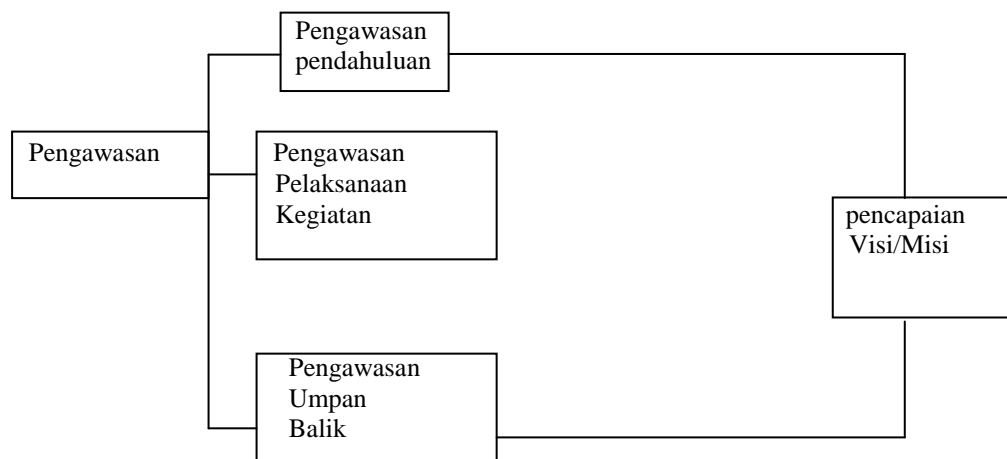 Pengawasan
pendahuluan
Pengawasan
Pengawasan
Pelaksanaan
Kegiatan
pencapaian
Visi/Misi
Pengawasan
Umpan
Balik